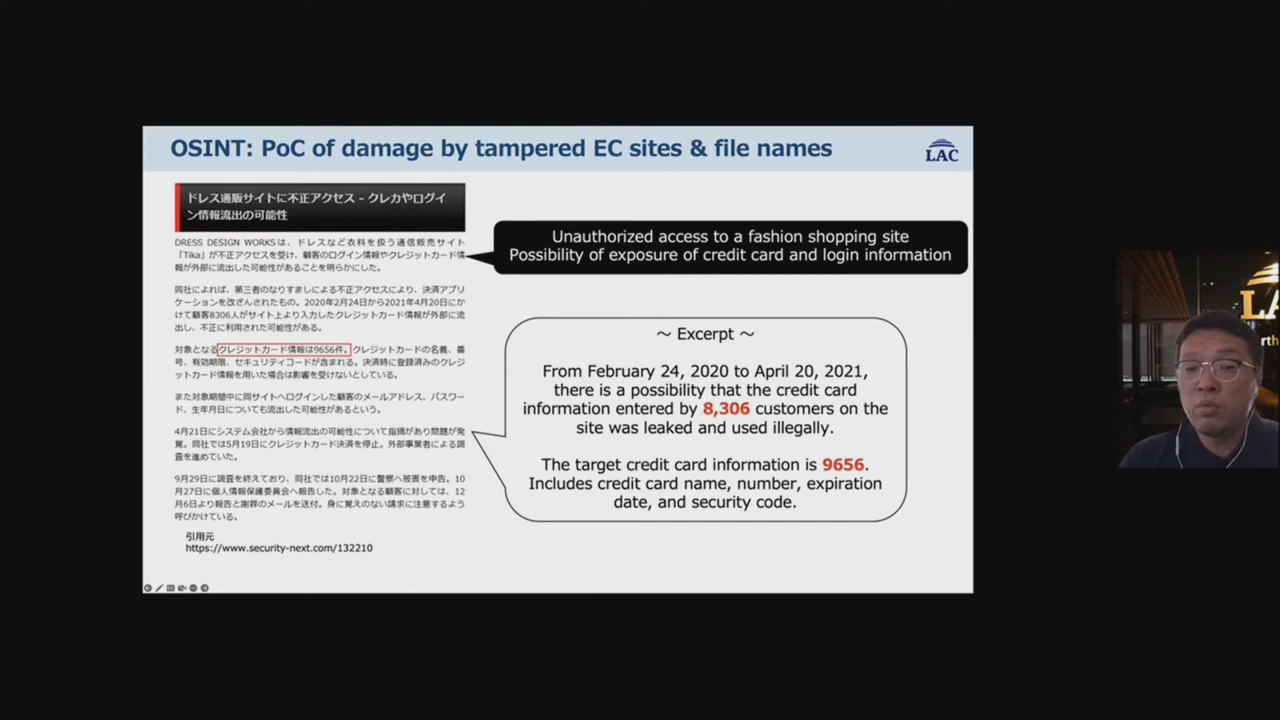 OSINT: PoC of damage by tampered EC sites & file names
LAC
ドレス通販サイトに不正アクセス - クレカやログイ
ン情報流出の可能性
DRESS DESIGN WORKSは、ドレスなど衣料を扱う通信販売サイト
「Tika」が不正アクセスを受け、顧客のログイン情報やクレジットカード情
報が外部に流出した可能性があることを明らかにした。
同社によれば、第三者のなりすましによる不正アクセスにより、決済アプリ
ケーションを改ざんされたもの。2020年2月24日から2021年4月20日にか
けて顧客8306人がサイト上より入力したクレジットカード情報が外部に流
出し、不正に利用された可能性がある。
対象となるクレジットカード情報は9656件。クレジットカードの名義、番
号、有効期限、セキュリティコードが含まれる。決済時に登録済みのクレジ
ットカード情報を用いた場合は影響を受けないとしている。
また対象期間中に同サイトへログインした顧客のメールアドレス、パスワー
ド、生年月日についても流出した可能性があるという。
4月21日にシステム会社から情報流出の可能性について指摘があり問題が発
覚。同社では5月19日にクレジットカード決済を停止。外部事業者による調
査を進めていた。
9月29日に調査を終えており、同社では10月22日に警察へ被害を申告。10
月27日に個人情報保護委員会へ報告した。対象となる顧客に対しては、12
月6日より報告と謝罪のメールを送付。身に覚えのない請求に注意するよう
呼びかけている。
引用元
https://www.security-next.com/132210
Unauthorized access to a fashion shopping site
Possibility of exposure of credit card and login information
～ Excerpt ～
From February 24, 2020 to April 20, 2021,
there is a possibility that the credit card
information entered by 8,306 customers on the
site was leaked and used illegally.
The target credit card information is 9656.
Includes credit card name, number, expiration
date, and security code.